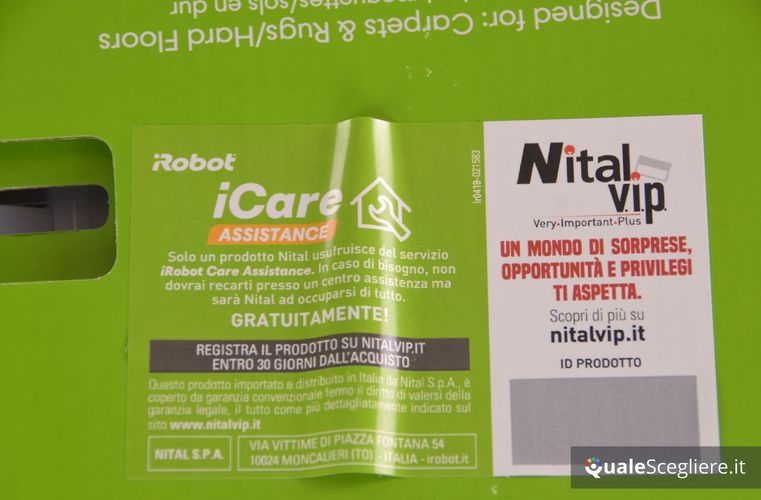 Designed for: Carpets & Rugs/Hard Floors
moquettes/sols en dur
iRobot
iCare
ASSISTANCE
Solo un prodotto Nital usufruisce del servizio
iRobot Care Assistance. In caso di bisogno, non
dovrai recarti presso un centro assistenza ma
sarà Nital ad occuparsi di tutto.
GRATUITAMENTE!
REGISTRA IL PRODOTTO SU NITALVIP.IT
ENTRO 30 GIORNI DALL'ACQUISTO
Questo prodotto importato e distribuito in Italia da Nital S.p.A., è
coperto da garanzia convenzionale fermo il diritto di valersi della
garanzia legale, il tutto come più dettagliatamente indicato sul
sito www.nitalvip.it
NITAL S.P.A.
VIA VITTIME DI PIAZZA FONTANA 54
10024 MONCALIERI (TO) - ITALIA - irobot.it
Ir0419-021583
Nital
v.i.p.
Very-Important-Plus
UN MONDO DI SORPRESE,
OPPORTUNITÀ E PRIVILEGI
TI ASPETTA.
Scopri di più su
nitalvip.it
ID PRODOTTO
QualeScegliere.it